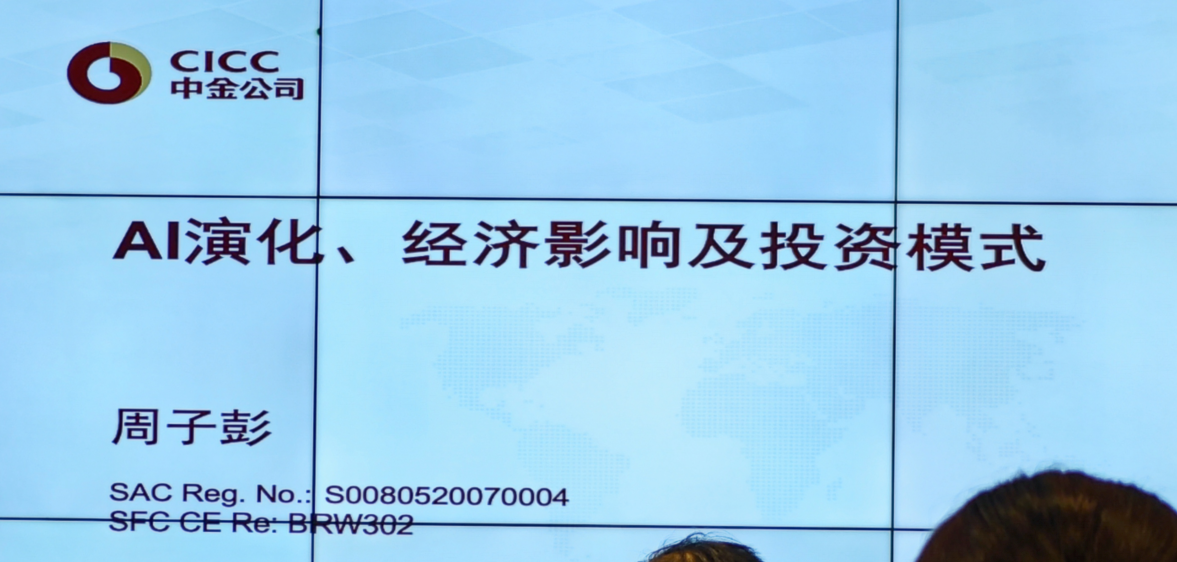 CICC
中金公司
AI演化、经济影响及投资模式
周子彭
SAC Reg. No.: S0080520070004
SFC CE Re: BRW302